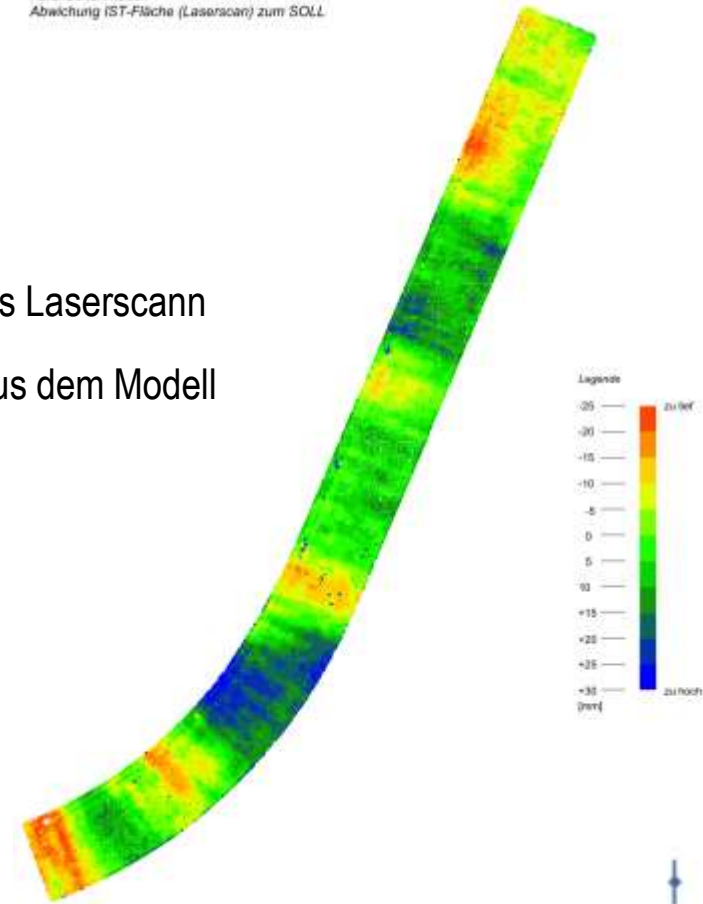 Abwichung IST-Fläche (Laserscan) zum SOLL
s Laserscann
us dem Modell
Legende
-25
zu tief
-20
-15
-10
-5
0
5
10
+15
+20
+25
+30
zu hoch
[mm]